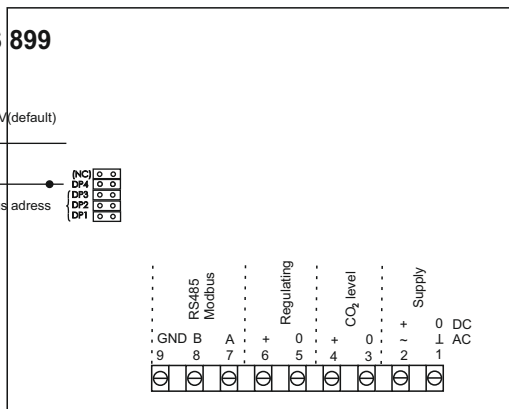 899
V(default)
(NC)
DP4
DP3
s adress
DP2
DP1
RS485
Modbus
Regulating
CO₂ level
Supply
+ 0 DC
GND B A + 0 + 0 ~ ⊥ AC
9 8 7 6 5 4 3 2 1